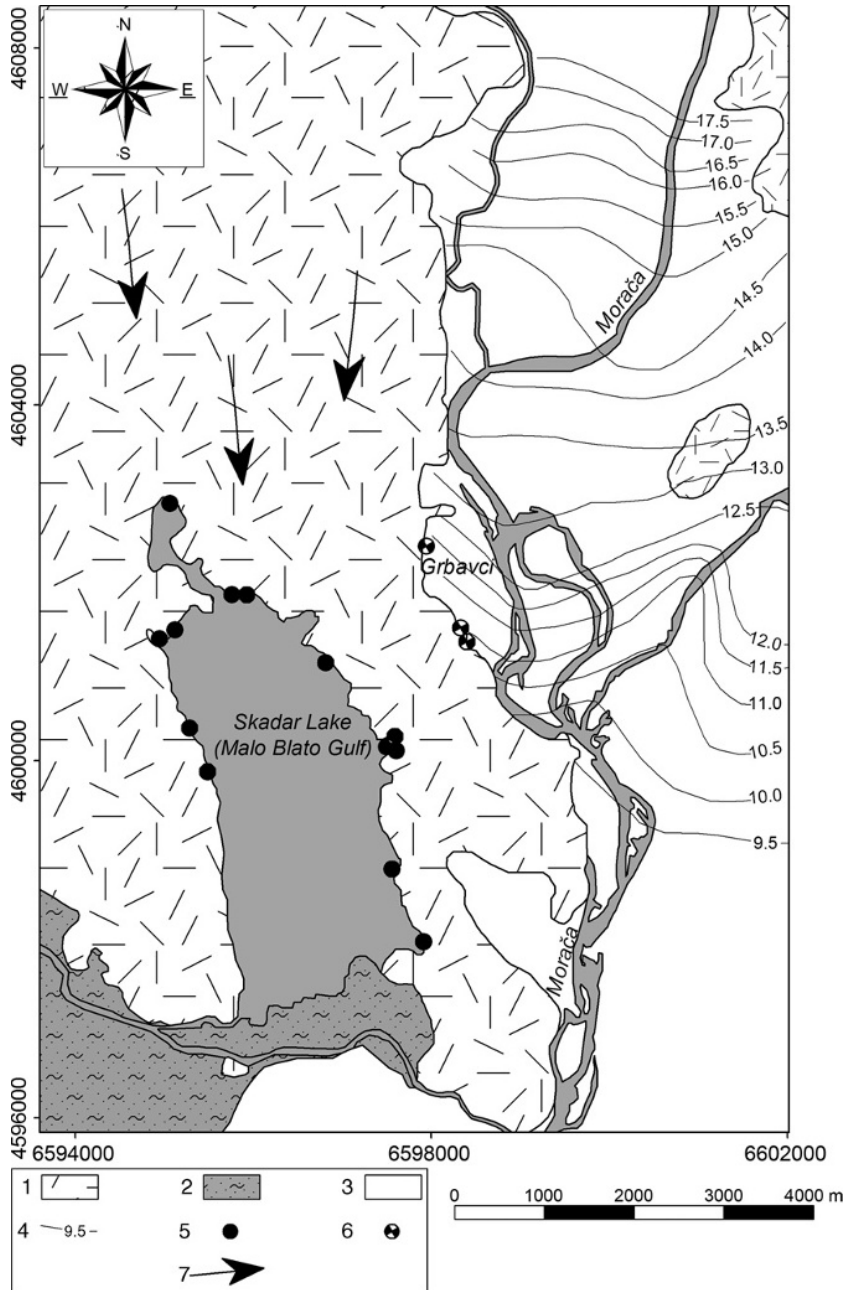 4608000
4604000
4600000
4596000
N
W
E
S
17.5
17.0
16.5
16.0
15.5
15.0
14.5
14.0
13.5
13.0
12.5
12.0
11.5
11.0
10.5
10.0
9.5
Morača
Grbavci
Skadar Lake
(Malo Blato Gulf)
Morača
6594000 6598000 6602000
1 2 3
4 9.5 5 6
7
0 1000 2000 3000 4000 m